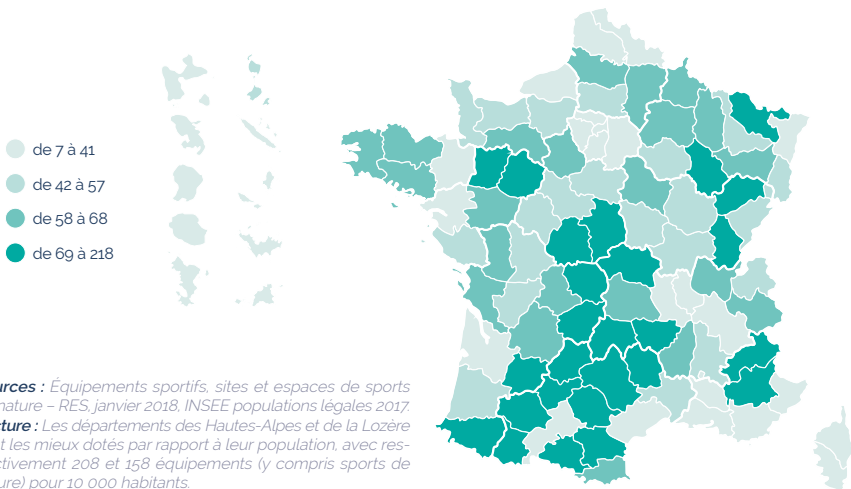 de 7 à 41
de 42 à 57
de 58 à 68
de 69 à 218
urces : Équipements sportifs, sites et espaces de sports
nature – RES, janvier 2018, INSEE populations légales 2017.
cture : Les départements des Hautes-Alpes et de la Lozère
t les mieux dotés par rapport à leur population, avec res-
ctivement 208 et 158 équipements (y compris sports de
ure) pour 10 000 habitants.